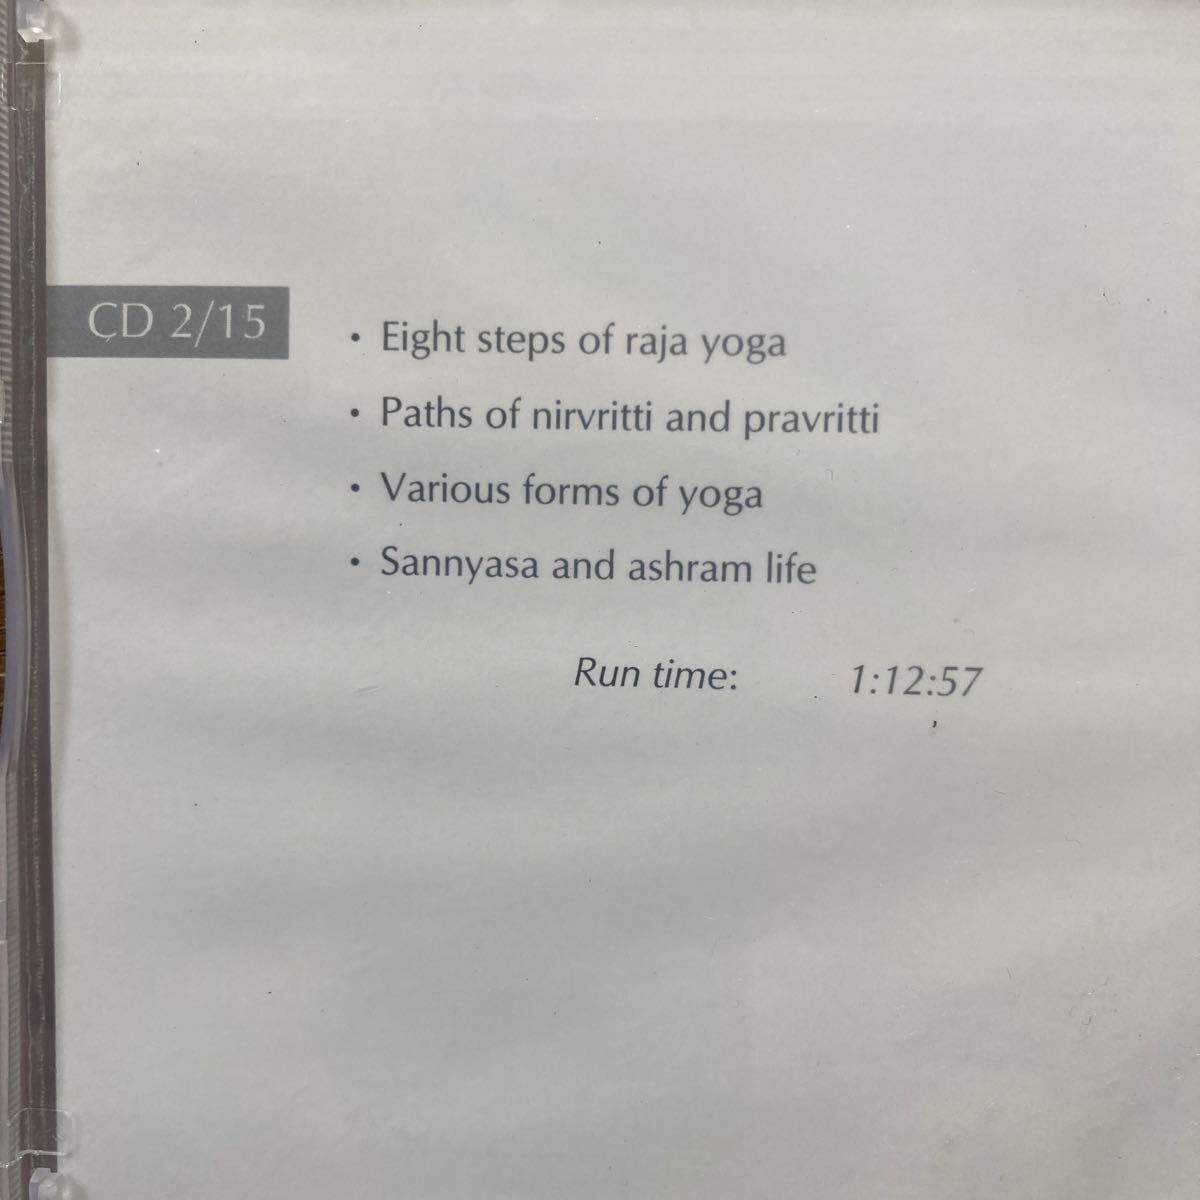 CD 2/15
• Eight steps of raja yoga
• Paths of nirvritti and pravritti
• Various forms of yoga
• Sannyasa and ashram life
Run time: 1:12:57